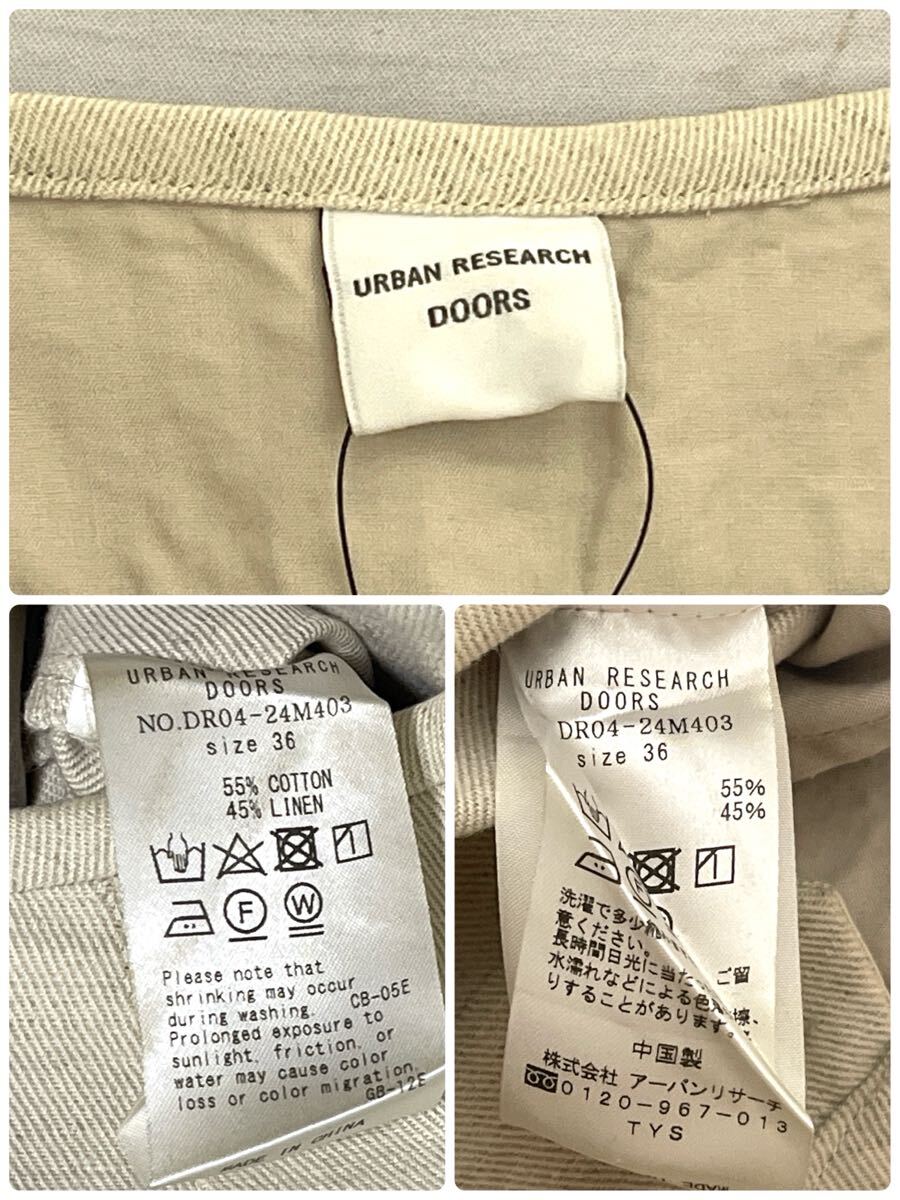 URBAN RESEARCH
DOORS
URBAN RESEARCH
DOORS
NO.DR04-24M403
size 36
55% COTTON
45% LINEN
F
W
Please note that
shrinking may occur
during washing. CB-05E
Prolonged exposure to
sunlight, friction, or
water may cause color
loss or color migration.
GB-12E
MADE IN CHINA
URBAN RESEARCH
DOORS
DR04-24M403
size 36
55%
45%
洗濯で多少
意ください。
長時間日光に当た ご留
水濡れなどによる色
りすることがあります。
中国製
株式会社 アーバンリサーチ
0120-967-013
TYS
MADE